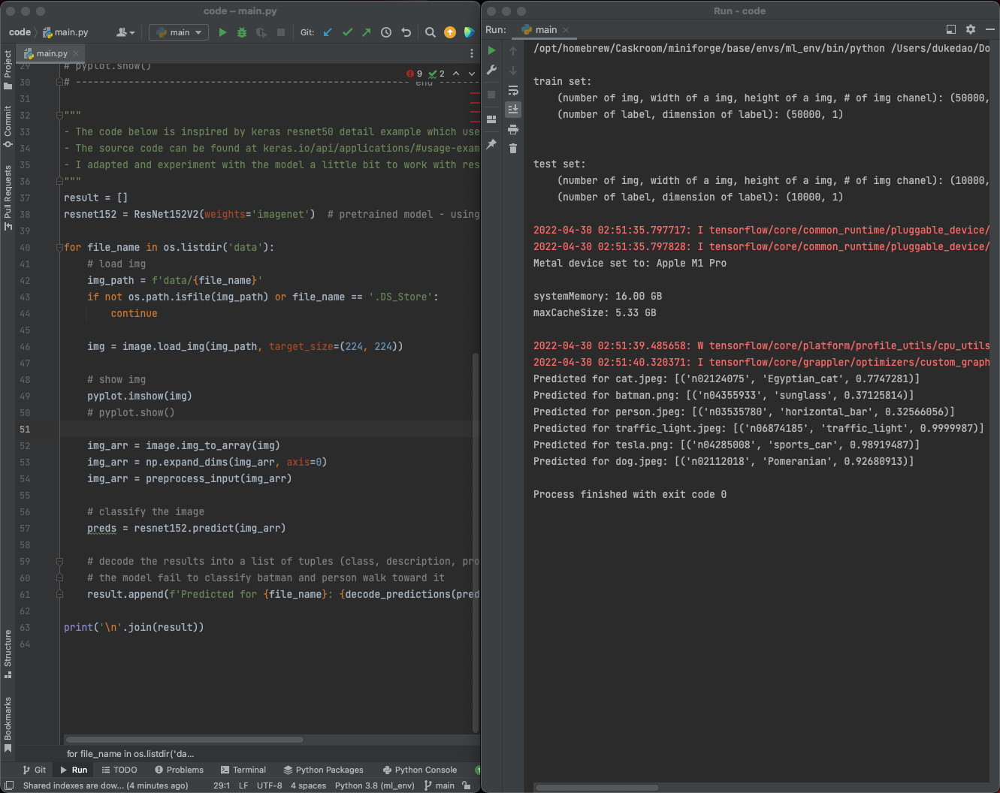 code – main.py
code
main.py
main
Git:
main.py
29 # pyplot.show()
9 2
30 # --------------------------------------------------------- end -------
31
32 """
33 - The code below is inspired by keras resnet50 detail example which use
34 - The source code can be found at keras.io/api/applications/#usage-exam
35 - I adapted and experiment with the model a little bit to work with res
36 """
37 result = []
38 resnet152 = ResNet152V2(weights='imagenet')  # pretrained model - using
39
40 for file_name in os.listdir('data'):
41     # load img
42     img_path = f'data/{file_name}'
43     if not os.path.isfile(img_path) or file_name == '.DS_Store':
44         continue
45
46     img = image.load_img(img_path, target_size=(224, 224))
47
48     # show img
49     pyplot.imshow(img)
50     # pyplot.show()
51
52     img_arr = image.img_to_array(img)
53     img_arr = np.expand_dims(img_arr, axis=0)
54     img_arr = preprocess_input(img_arr)
55
56     # classify the image
57     preds = resnet152.predict(img_arr)
58
59     # decode the results into a list of tuples (class, description, pro
60     # the model fail to classify batman and person walk toward it
61     result.append(f'Predicted for {file_name}: {decode_predictions(pred
62
63 print('\n'.join(result))
64
for file_name in os.listdir('da...
Project
Commit
Pull Requests
Structure
Bookmarks
Git
Run
TODO
Problems
Terminal
Python Packages
Python Console
Shared indexes are dow... (4 minutes ago)
29:1
LF
UTF-8
4 spaces
Python 3.8 (ml_env)
main
Run - code
Run:
main
/opt/homebrew/Caskroom/miniforge/base/envs/ml_env/bin/python /Users/dukedao/Do
train set:
    (number of img, width of a img, height of a img, # of img chanel): (50000,
    (number of label, dimension of label): (50000, 1)
test set:
    (number of img, width of a img, height of a img, # of img chanel): (10000,
    (number of label, dimension of label): (10000, 1)
2022-04-30 02:51:35.797717: I tensorflow/core/common_runtime/pluggable_device/
2022-04-30 02:51:35.797828: I tensorflow/core/common_runtime/pluggable_device/
Metal device set to: Apple M1 Pro
systemMemory: 16.00 GB
maxCacheSize: 5.33 GB
2022-04-30 02:51:39.485658: W tensorflow/core/platform/profile_utils/cpu_utils
2022-04-30 02:51:40.320371: I tensorflow/core/grappler/optimizers/custom_graph
Predicted for cat.jpeg: [('n02124075', 'Egyptian_cat', 0.7747281)]
Predicted for batman.png: [('n04355933', 'sunglass', 0.37125814)]
Predicted for person.jpeg: [('n03535780', 'horizontal_bar', 0.32566056)]
Predicted for traffic_light.jpeg: [('n06874185', 'traffic_light', 0.9999987)]
Predicted for tesla.png: [('n04285008', 'sports_car', 0.98919487)]
Predicted for dog.jpeg: [('n02112018', 'Pomeranian', 0.92680913)]
Process finished with exit code 0